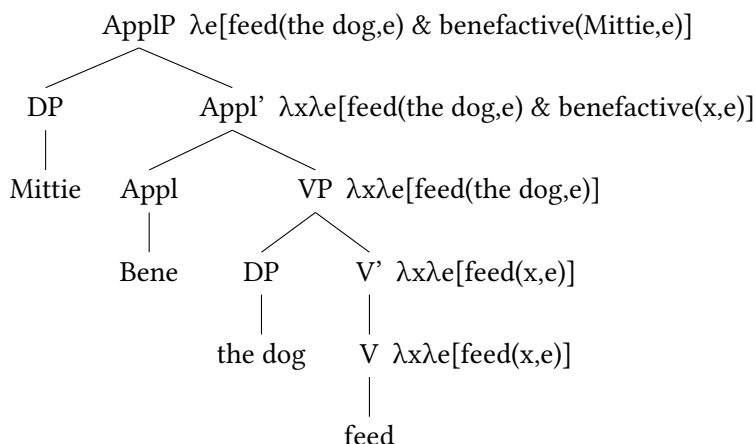 ApplP λe[feed(the dog,e) & benefactive(Mittie,e)]
DP Appl’ λxλe[feed(the dog,e) & benefactive(x,e)]
Mittie Appl VP λxλe[feed(the dog,e)]
Bene DP V’ λxλe[feed(x,e)]
the dog V λxλe[feed(x,e)]
feed